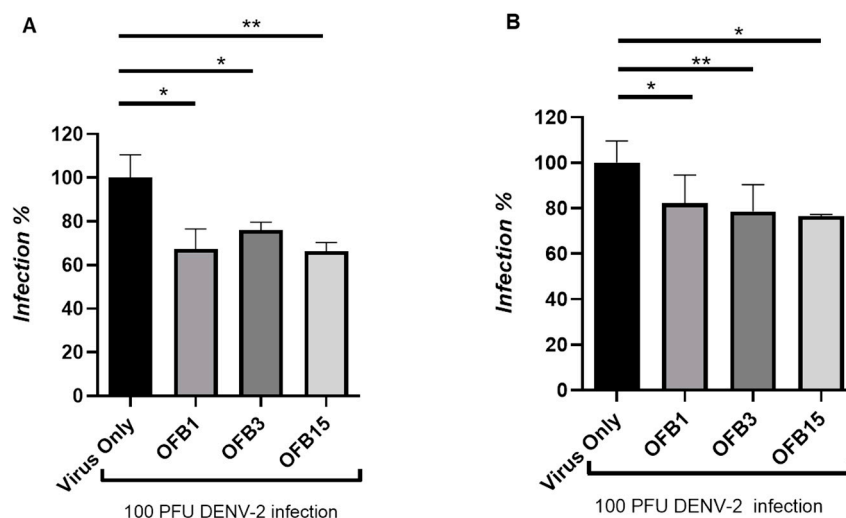 A
**
*
*
Infection %
120
100
80
60
40
20
0
Virus Only
OFB1
OFB3
OFB15
100 PFU DENV-2 infection
B
*
**
*
Infection %
120
100
80
60
40
20
0
Virus Only
OFB1
OFB3
OFB15
100 PFU DENV-2 infection